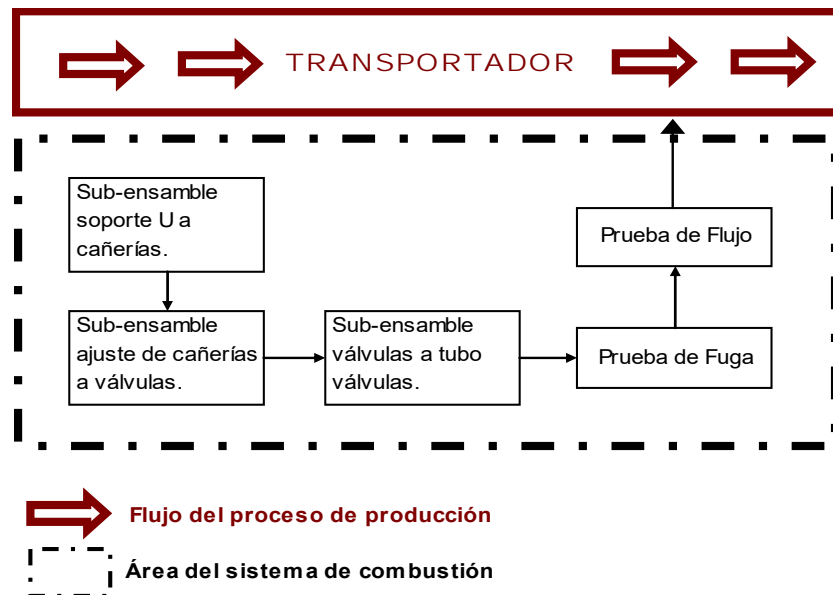 TRANSPORTADOR
Sub-ensamble
soporte U a
cañerías.
Sub-ensamble
ajuste de cañerías
a válvulas.
Sub-ensamble
válvulas a tubo
válvulas.
Prueba de Fuga
Prueba de Flujo
Flujo del proceso de producción
Área del sistema de combustión